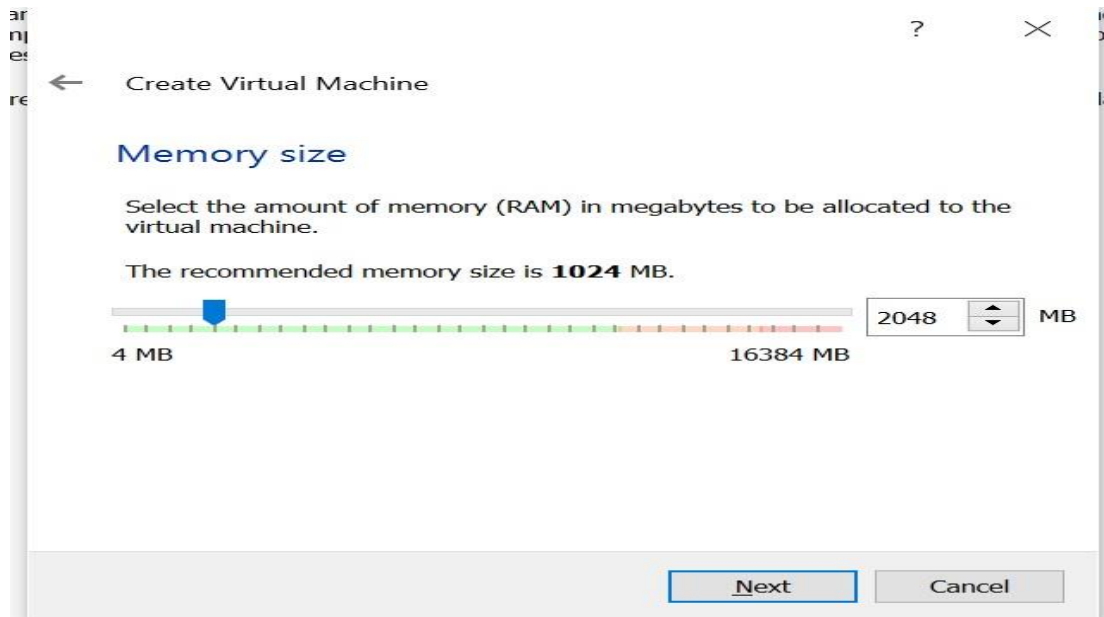 ?
Create Virtual Machine
Memory size
Select the amount of memory (RAM) in megabytes to be allocated to the
virtual machine.
The recommended memory size is 1024 MB.
2048 MB
4 MB 16384 MB
Next Cancel